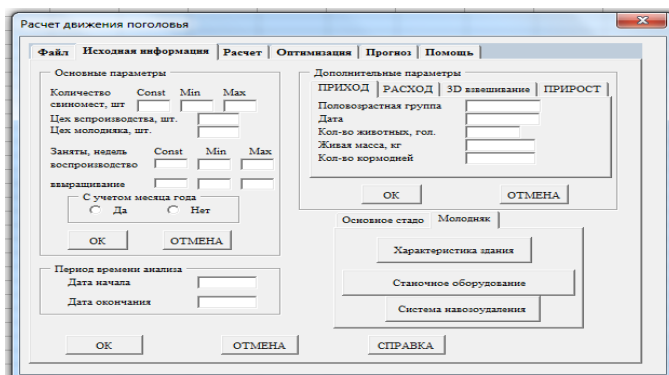 Расчет движения поголовья
Файл Исходная информация Расчет Оптимизация Прогноз Помощь
Основные параметры
Количество Const Min Max
свиномест, шт
Цех вспроизводства, шт.
Цех молодняка, шт.
Заняты, недель Const Min Max
воспроизводство
ввыращивание
С учетом месяца года
Да Нет
ОК ОТМЕНА
Период времени анализа
Дата начала
Дата окончания
Дополнительные параметры
ПРИХОД РАСХОД 3D взвешивание ПРИРОСТ
Половозрастная группа
Дата
Кол-во животных, гол.
Живая масса, кг
Кол-во кормодней
ОК ОТМЕНА
Основное стадо Молодняк
Характеристика здания
Станочное оборудование
Система навозоудаления
ОК ОТМЕНА СПРАВКА